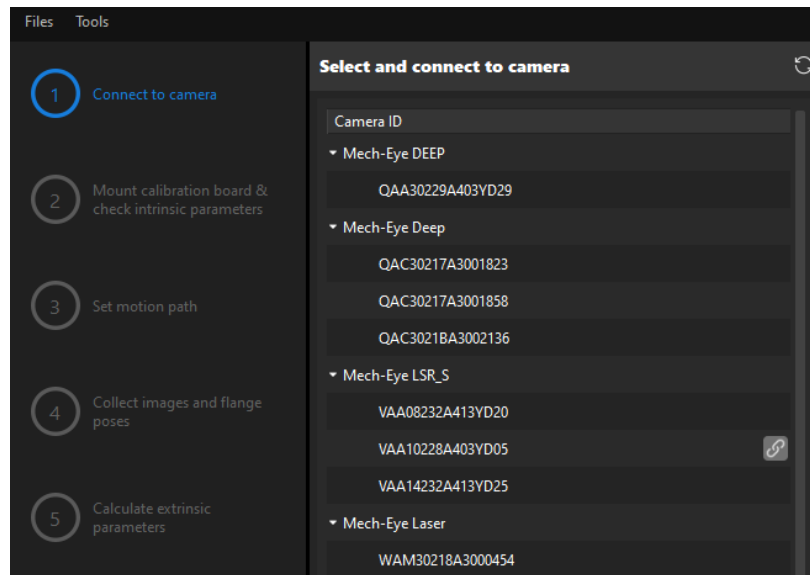 Files Tools
1 Connect to camera
2 Mount calibration board &
check intrinsic parameters
3 Set motion path
4 Collect images and flange
poses
5 Calculate extrinsic
parameters
Select and connect to camera
Camera ID
Mech-Eye DEEP
QAA30229A403YD29
Mech-Eye Deep
QAC30217A3001823
QAC30217A3001858
QAC3021BA3002136
Mech-Eye LSR_S
VAA08232A413YD20
VAA10228A403YD05
VAA14232A413YD25
Mech-Eye Laser
WAM30218A3000454